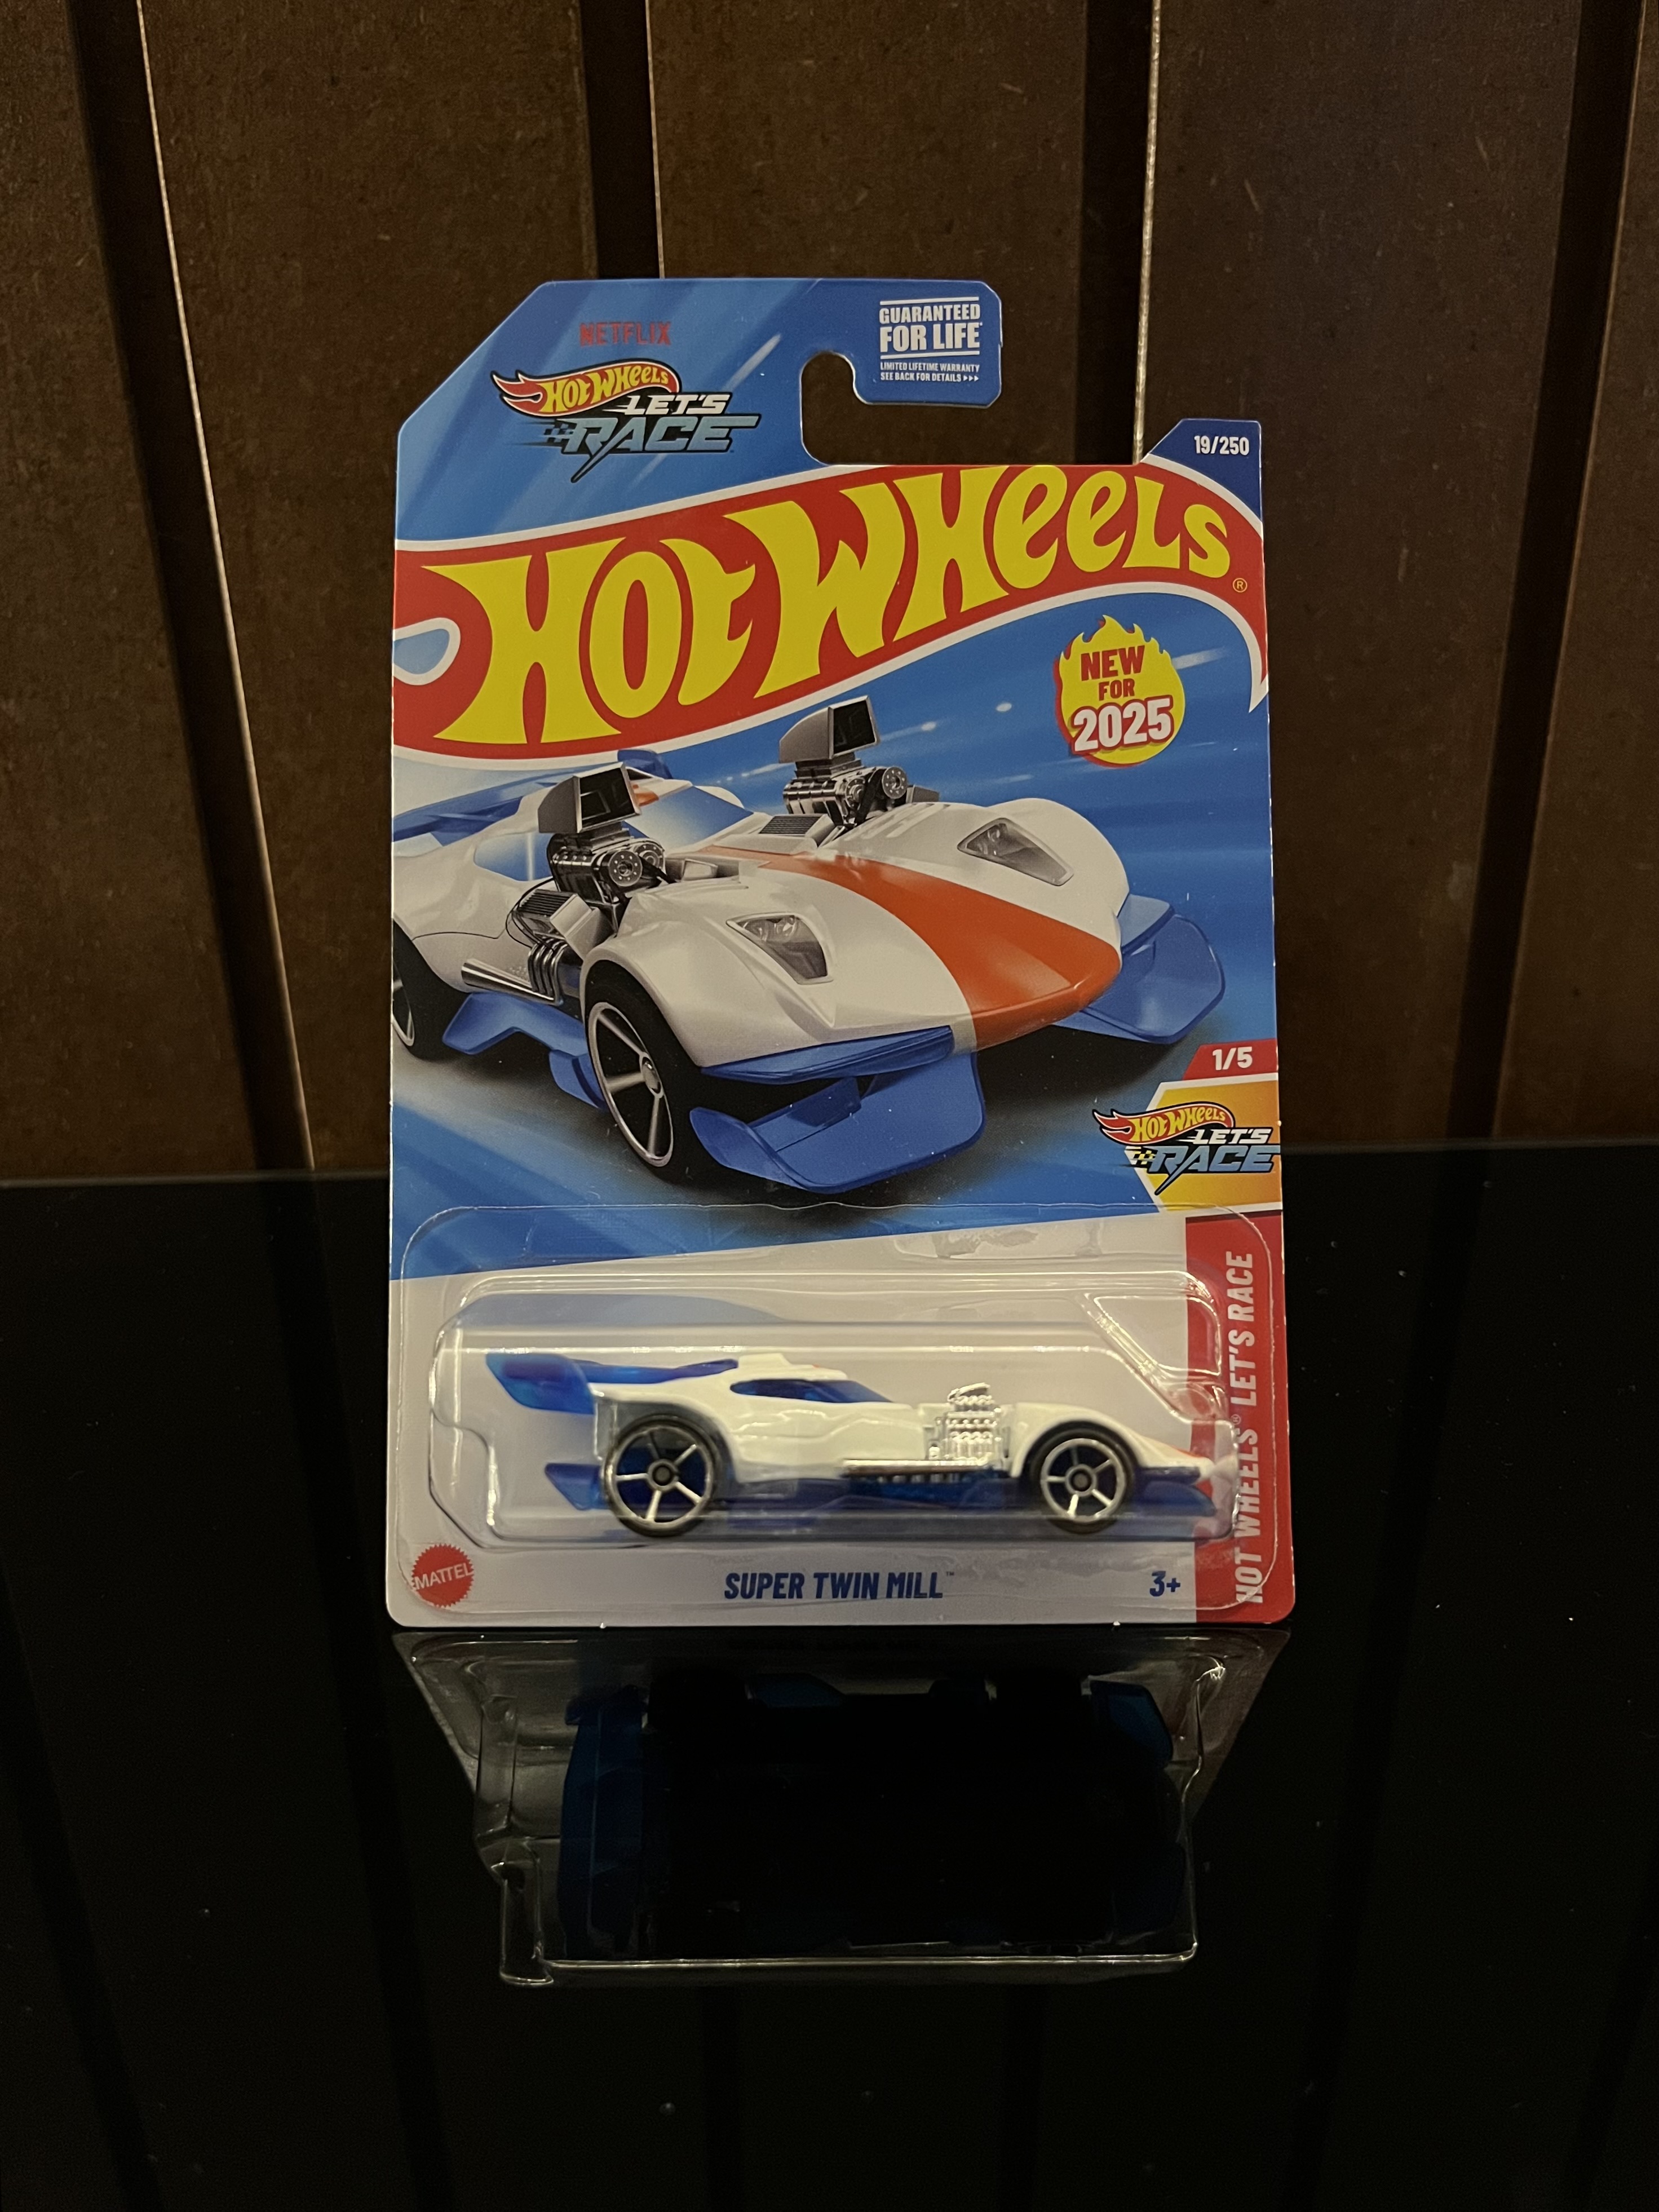 NETFLIX
HOT WHEELS
LET'S
RACE
GUARANTEED
FOR LIFE
LIMITED LIFETIME WARRANTY
SEE BACK FOR DETAILS >>>
19/250
HOT WHEELS®
NEW
FOR
2025
1/5
HOT WHEELS
LET'S
RACE
HOT WHEELS® LET'S RACE
MATTEL
SUPER TWIN MILL™
3+